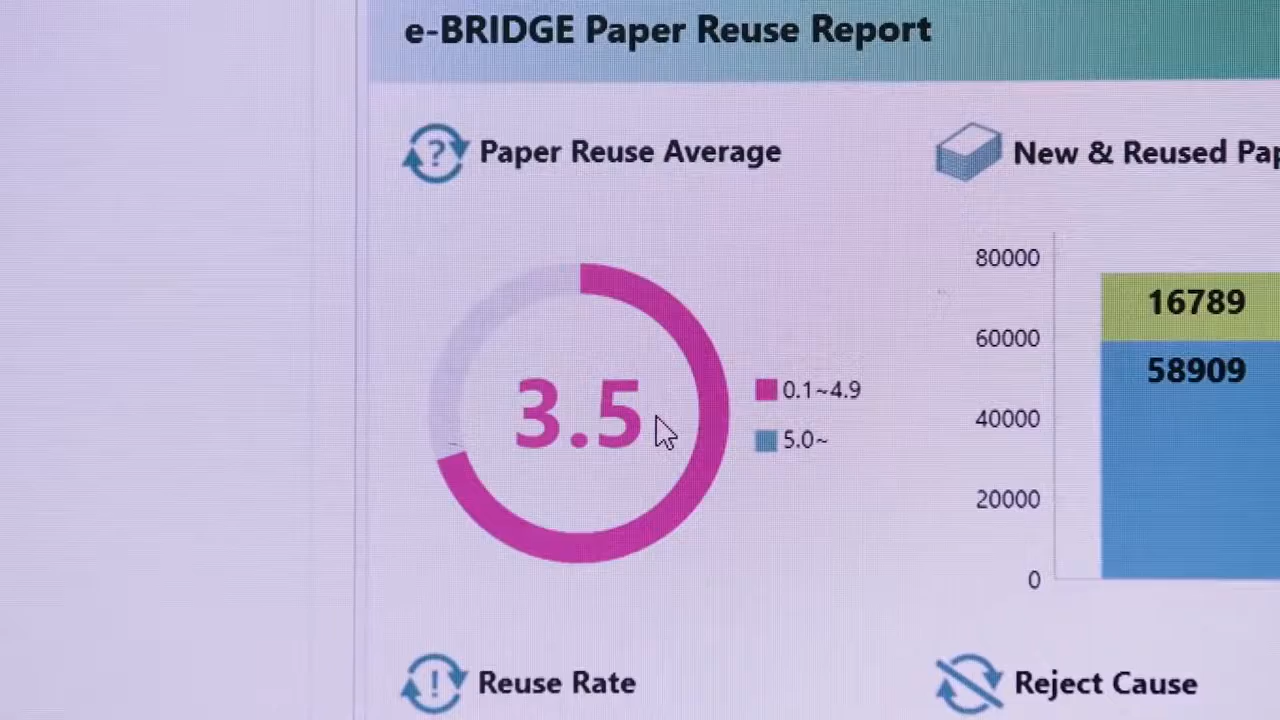 e-BRIDGE Paper Reuse Report
Paper Reuse Average
3.5
0.1~4.9
5.0~
New & Reused
80000
60000
40000
20000
0
16789
58909
Reuse Rate
Reject Cause